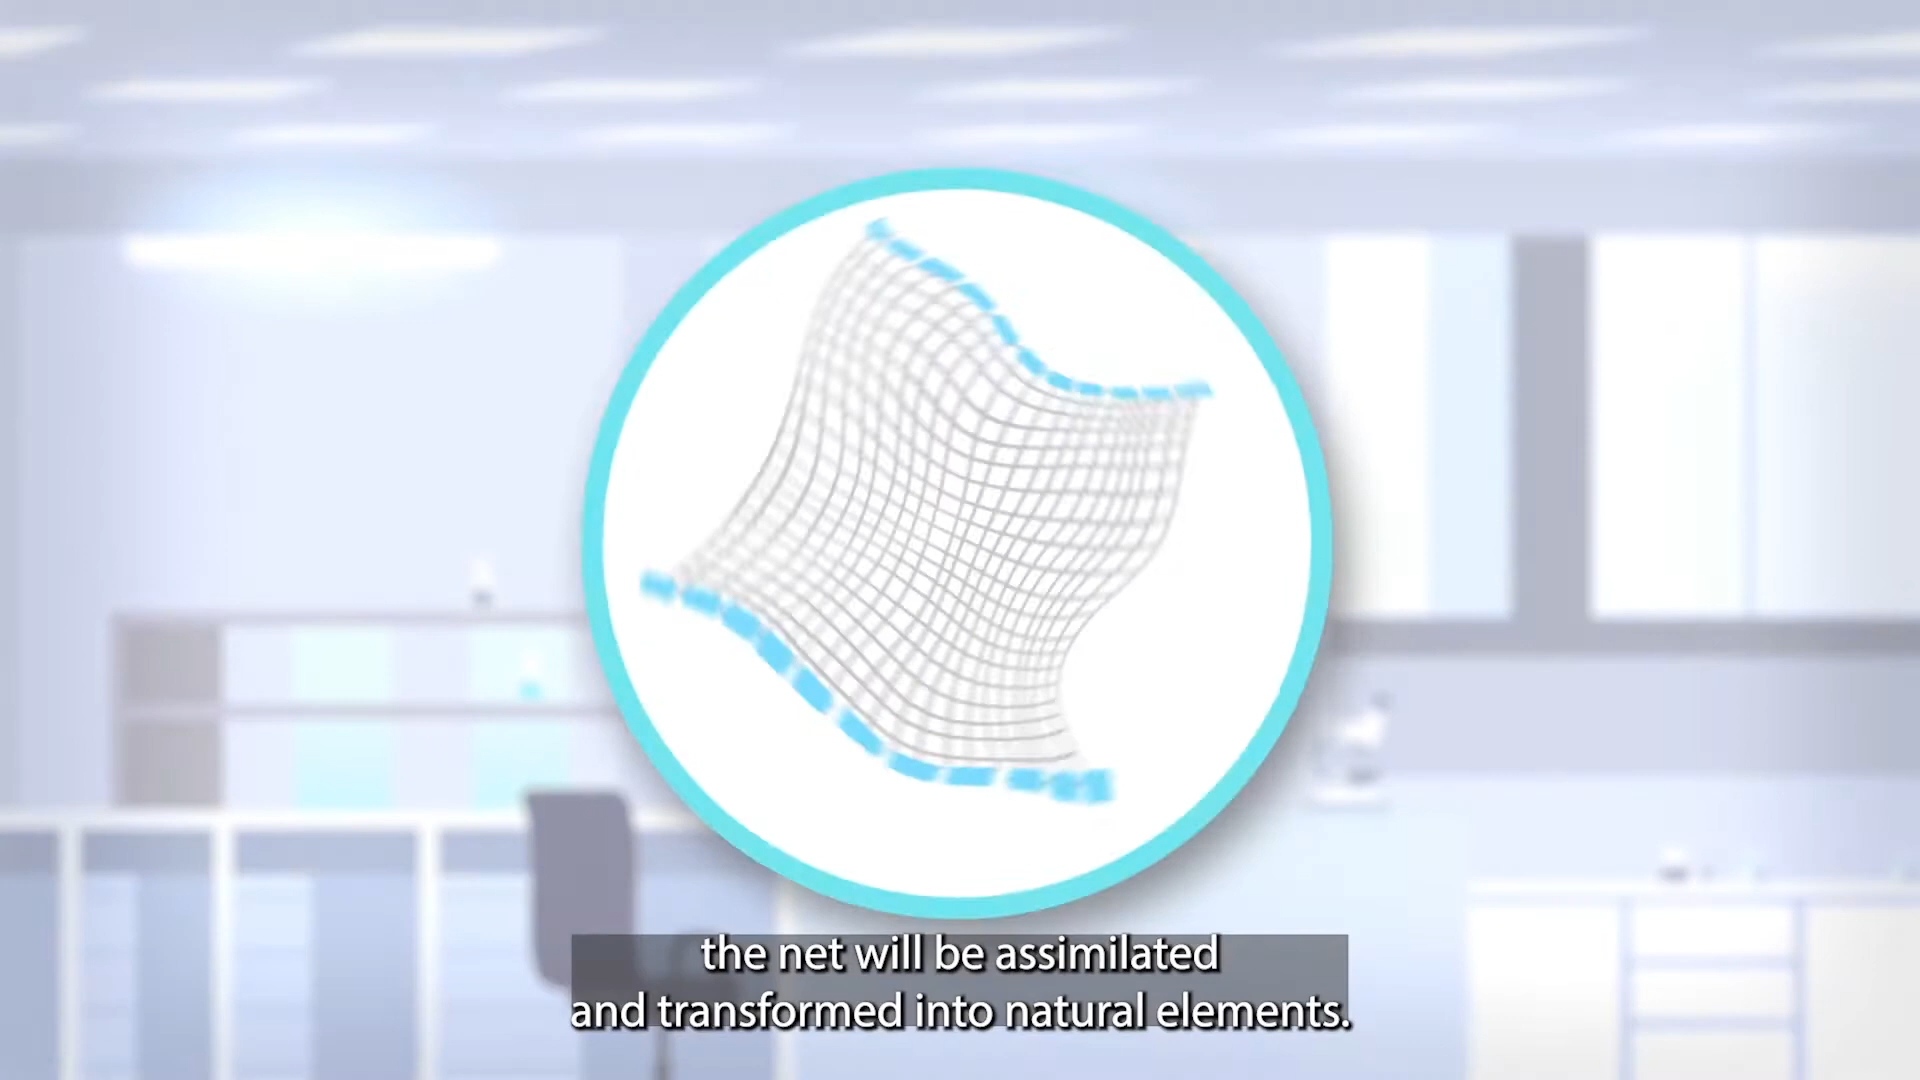 the net will be assimilated
and transformed into natural elements.